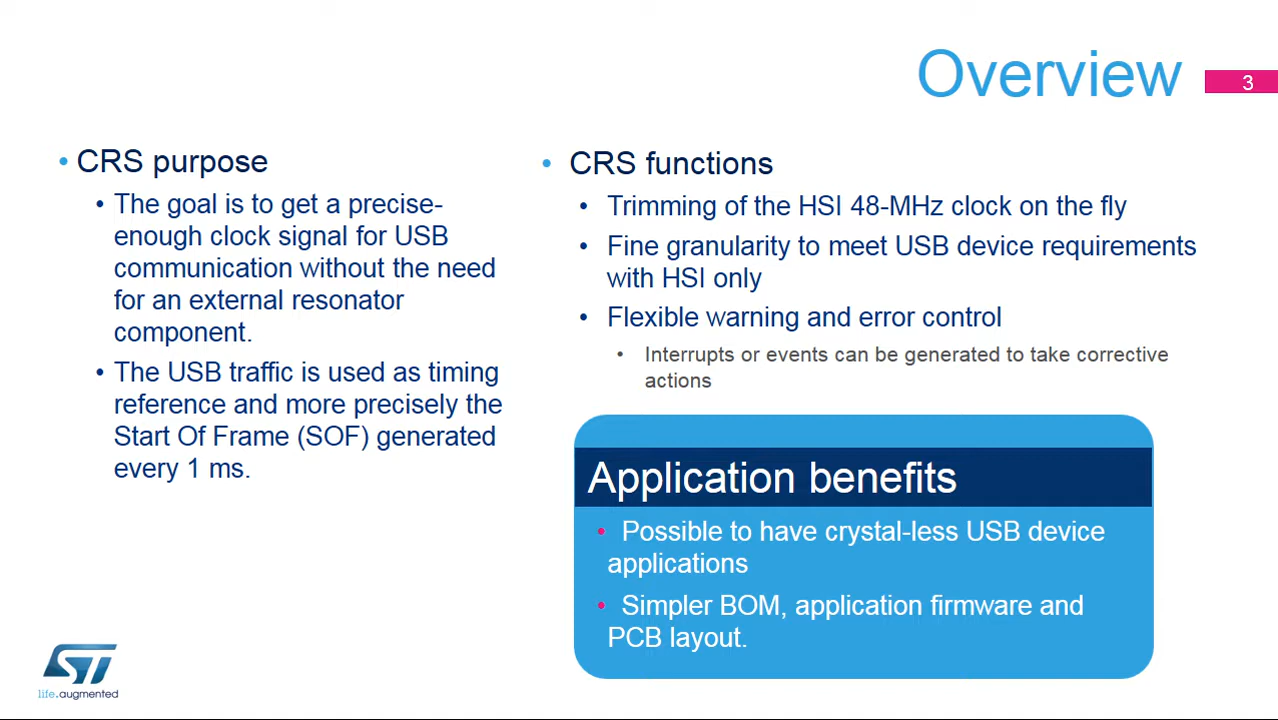 Overview
3
• CRS purpose
• The goal is to get a precise-
enough clock signal for USB
communication without the need
for an external resonator
component.
• The USB traffic is used as timing
reference and more precisely the
Start Of Frame (SOF) generated
every 1 ms.
• CRS functions
• Trimming of the HSI 48-MHz clock on the fly
• Fine granularity to meet USB device requirements
with HSI only
• Flexible warning and error control
• Interrupts or events can be generated to take corrective
actions
Application benefits
• Possible to have crystal-less USB device
applications
• Simpler BOM, application firmware and
PCB layout.
ST
life.augmented